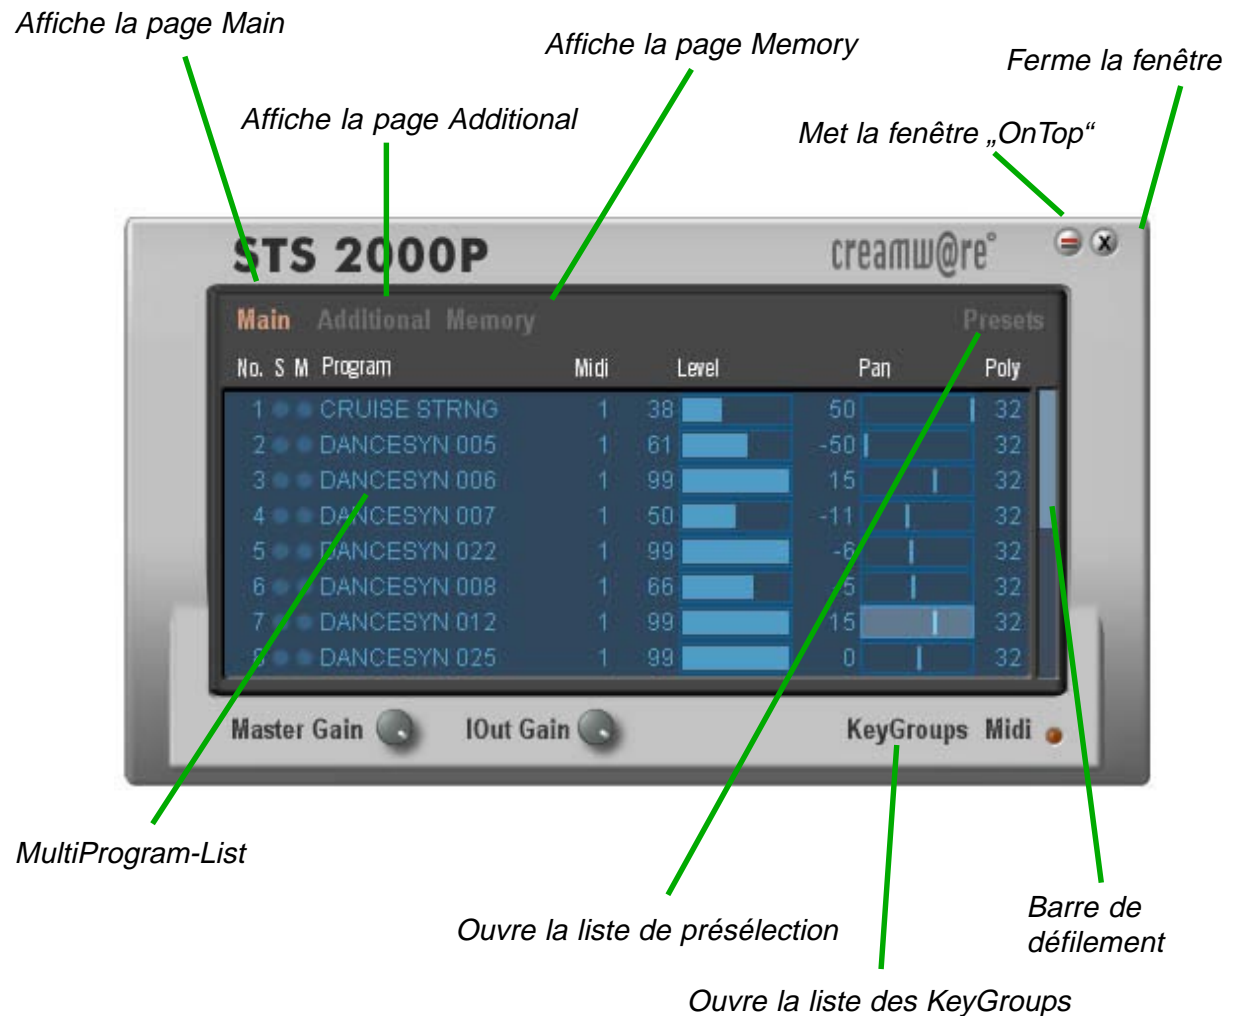 Affiche la page Main
Affiche la page Memory
Ferme la fenêtre
Affiche la page Additional
Met la fenêtre „OnTop“
STS 2000P
creamw@re°
Main Additional Memory Presets
No. S M Program Midi Level Pan Poly
1 CRUISE STRNG 1 38 50 32
2 DANCESYN 005 1 61 -50 32
3 DANCESYN 006 1 99 15 32
4 DANCESYN 007 1 50 -11 32
5 DANCESYN 022 1 99 -6 32
6 DANCESYN 008 1 66 5 32
7 DANCESYN 012 1 99 15 32
8 DANCESYN 025 1 99 0 32
Master Gain IOut Gain KeyGroups Midi
MultiProgram-List
Ouvre la liste de présélection
Barre de
défilement
Ouvre la liste des KeyGroups